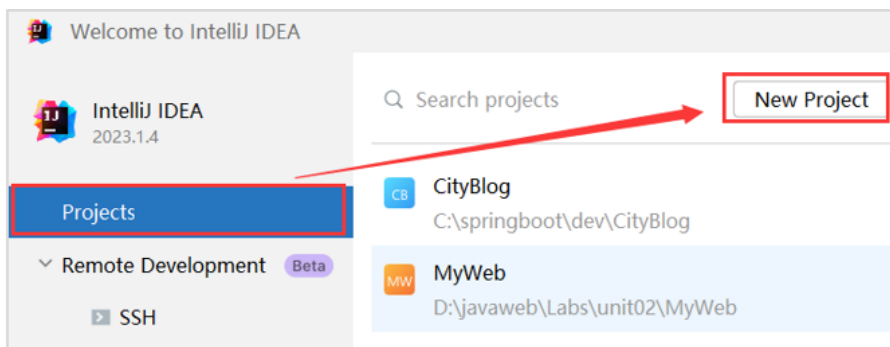 Welcome to IntelliJ IDEA
IntelliJ IDEA
2023.1.4
Search projects
New Project
Projects
CB
CityBlog
C:\springboot\dev\CityBlog
Remote Development Beta
MW
MyWeb
D:\javaweb\Labs\unit02\MyWeb
SSH